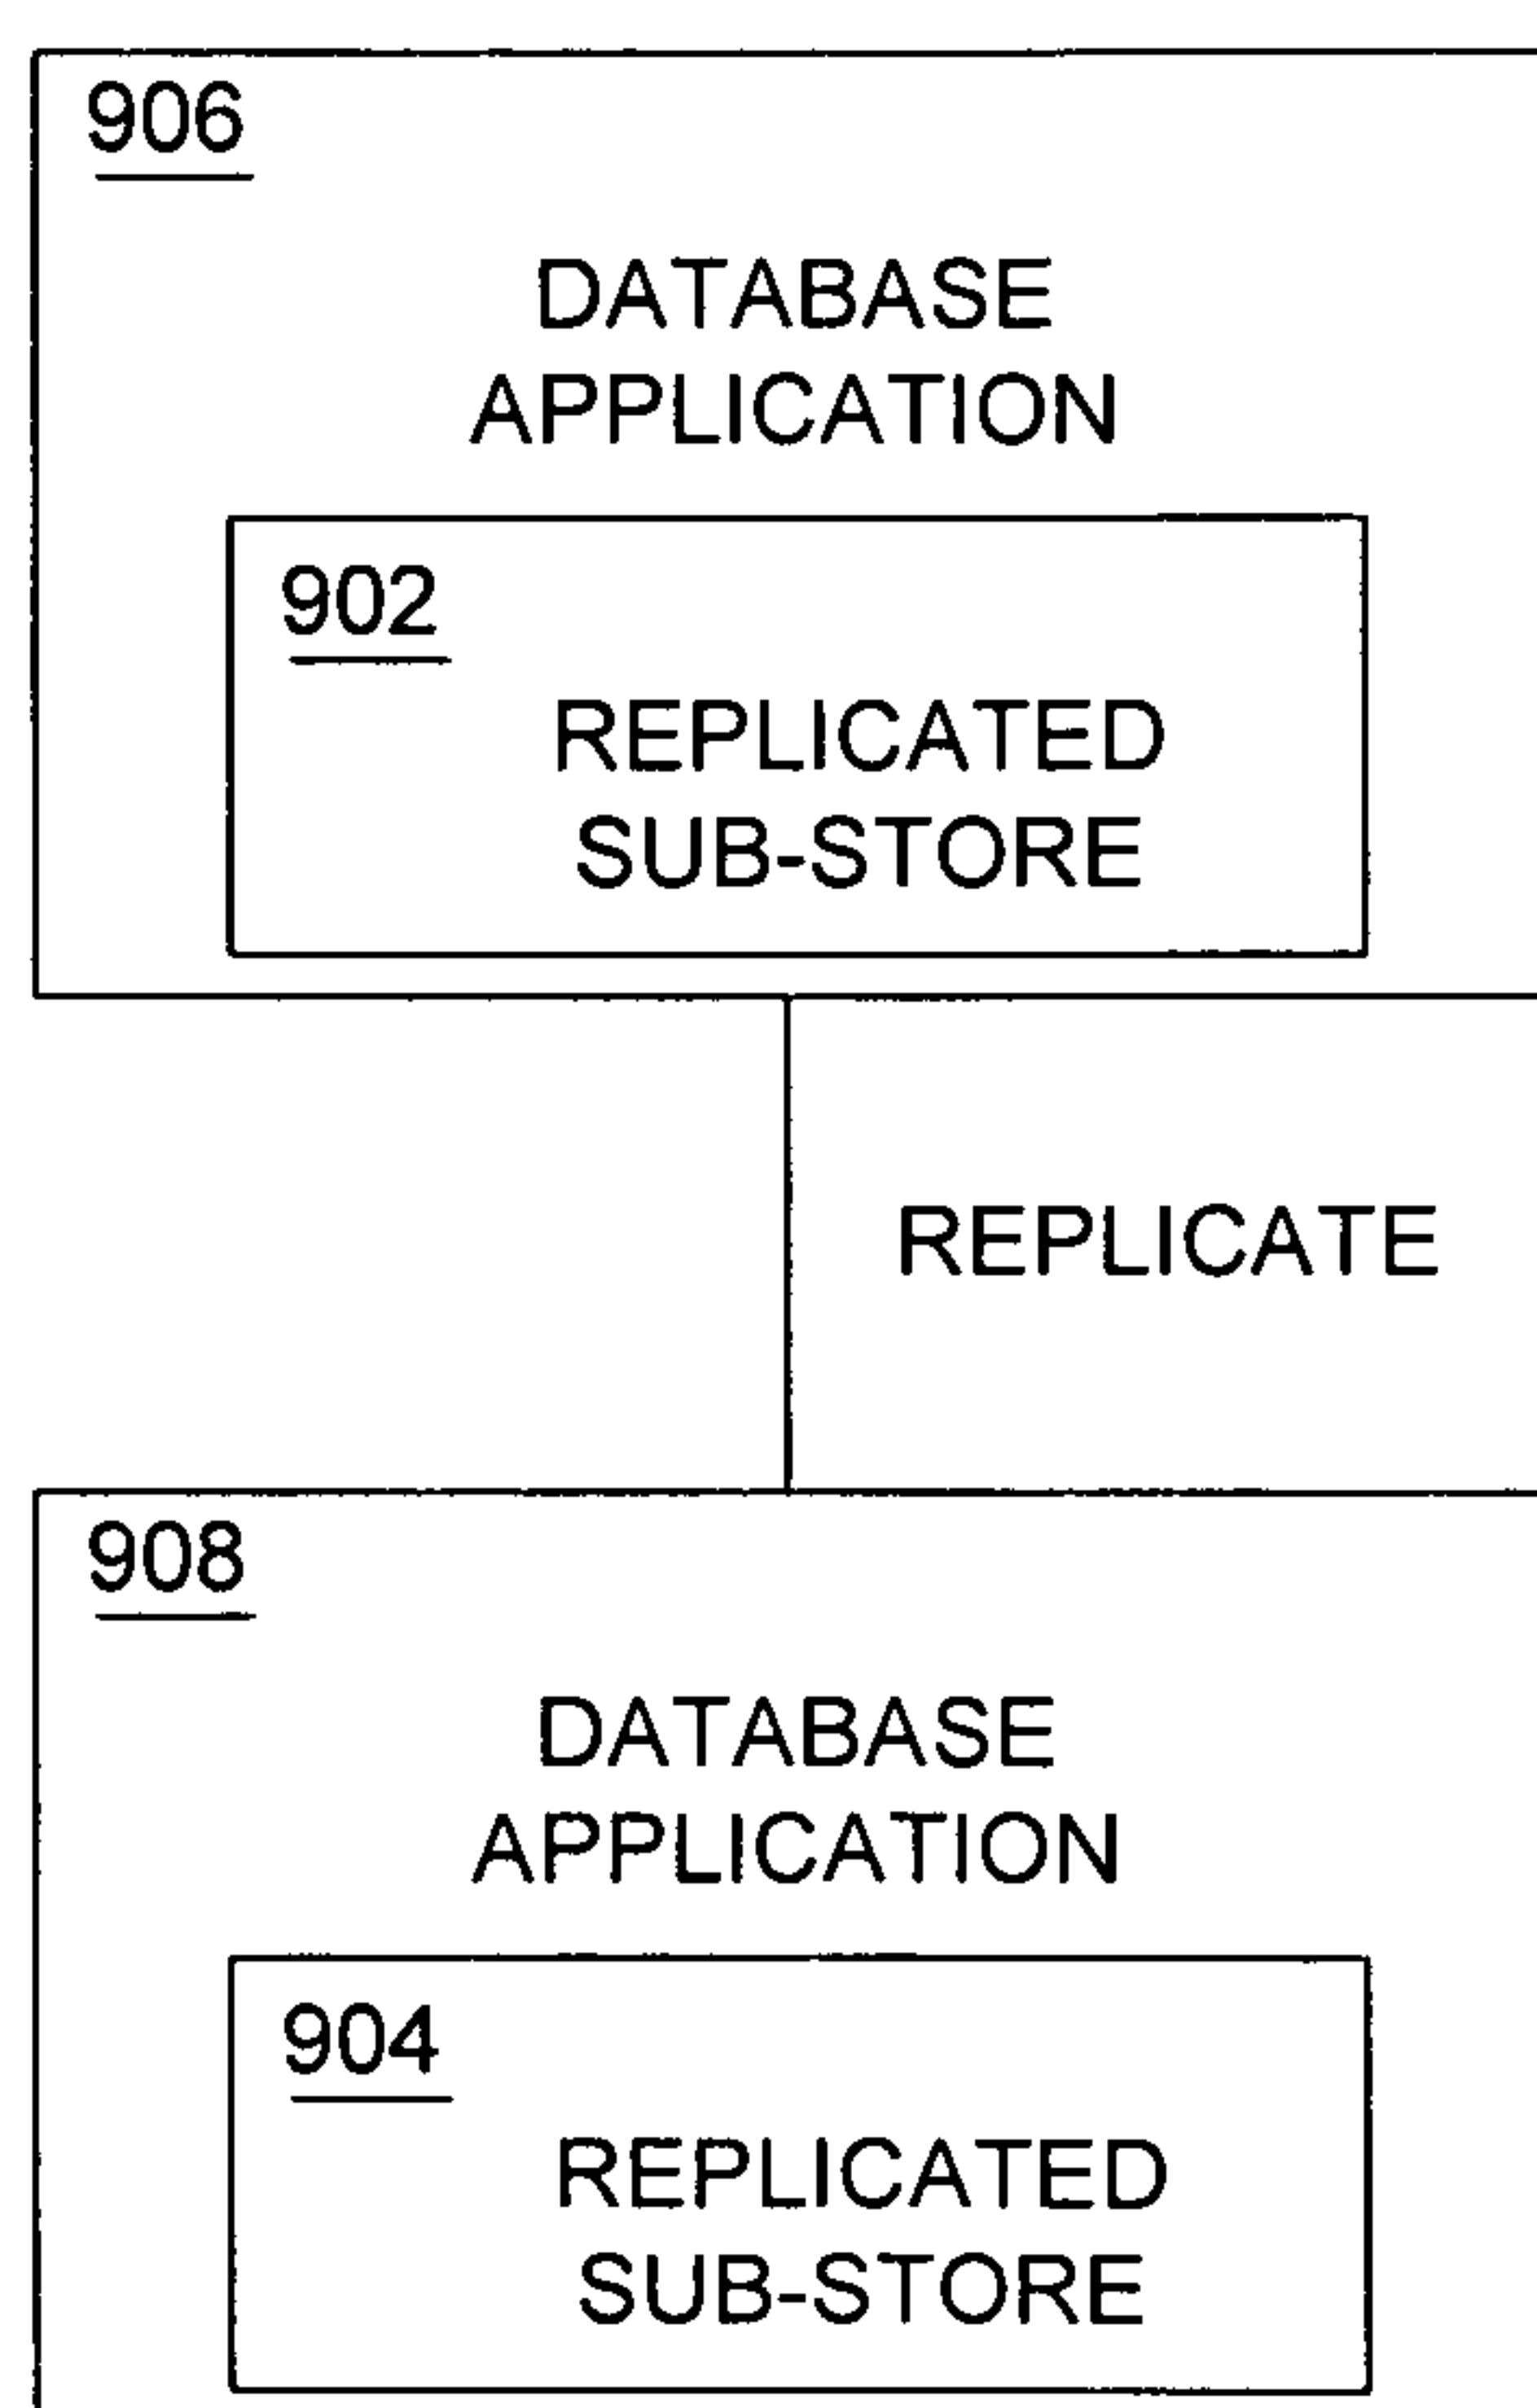 906
DATABASE
APPLICATION
902
REPLICATED
SUB-STORE
REPLICATE
908
DATABASE
APPLICATION
904
REPLICATED
SUB-STORE